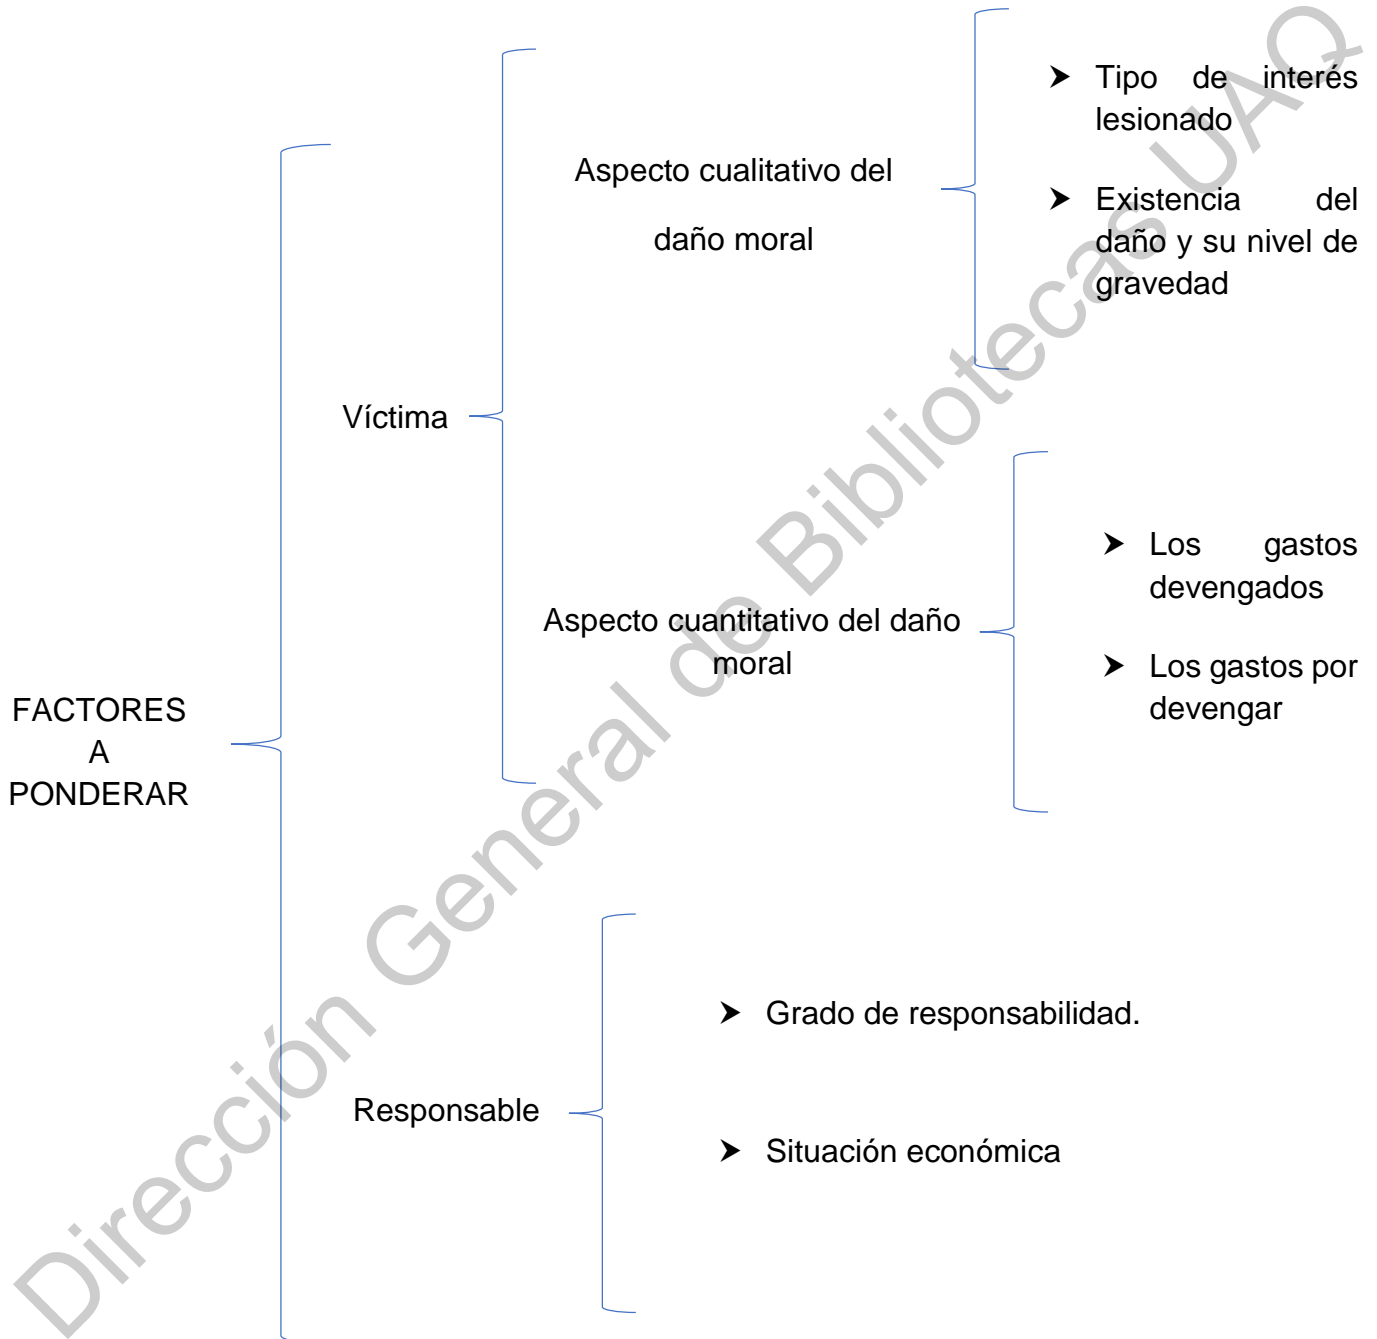 FACTORES
A
PONDERAR
Víctima
Aspecto cualitativo del
daño moral
➤ Tipo de interés
lesionado
➤ Existencia del
daño y su nivel de
gravedad
Aspecto cuantitativo del daño
moral
➤ Los gastos
devengados
➤ Los gastos por
devengar
Responsable
➤ Grado de responsabilidad.
➤ Situación económica
Dirección General de Bibliotecas UAQ